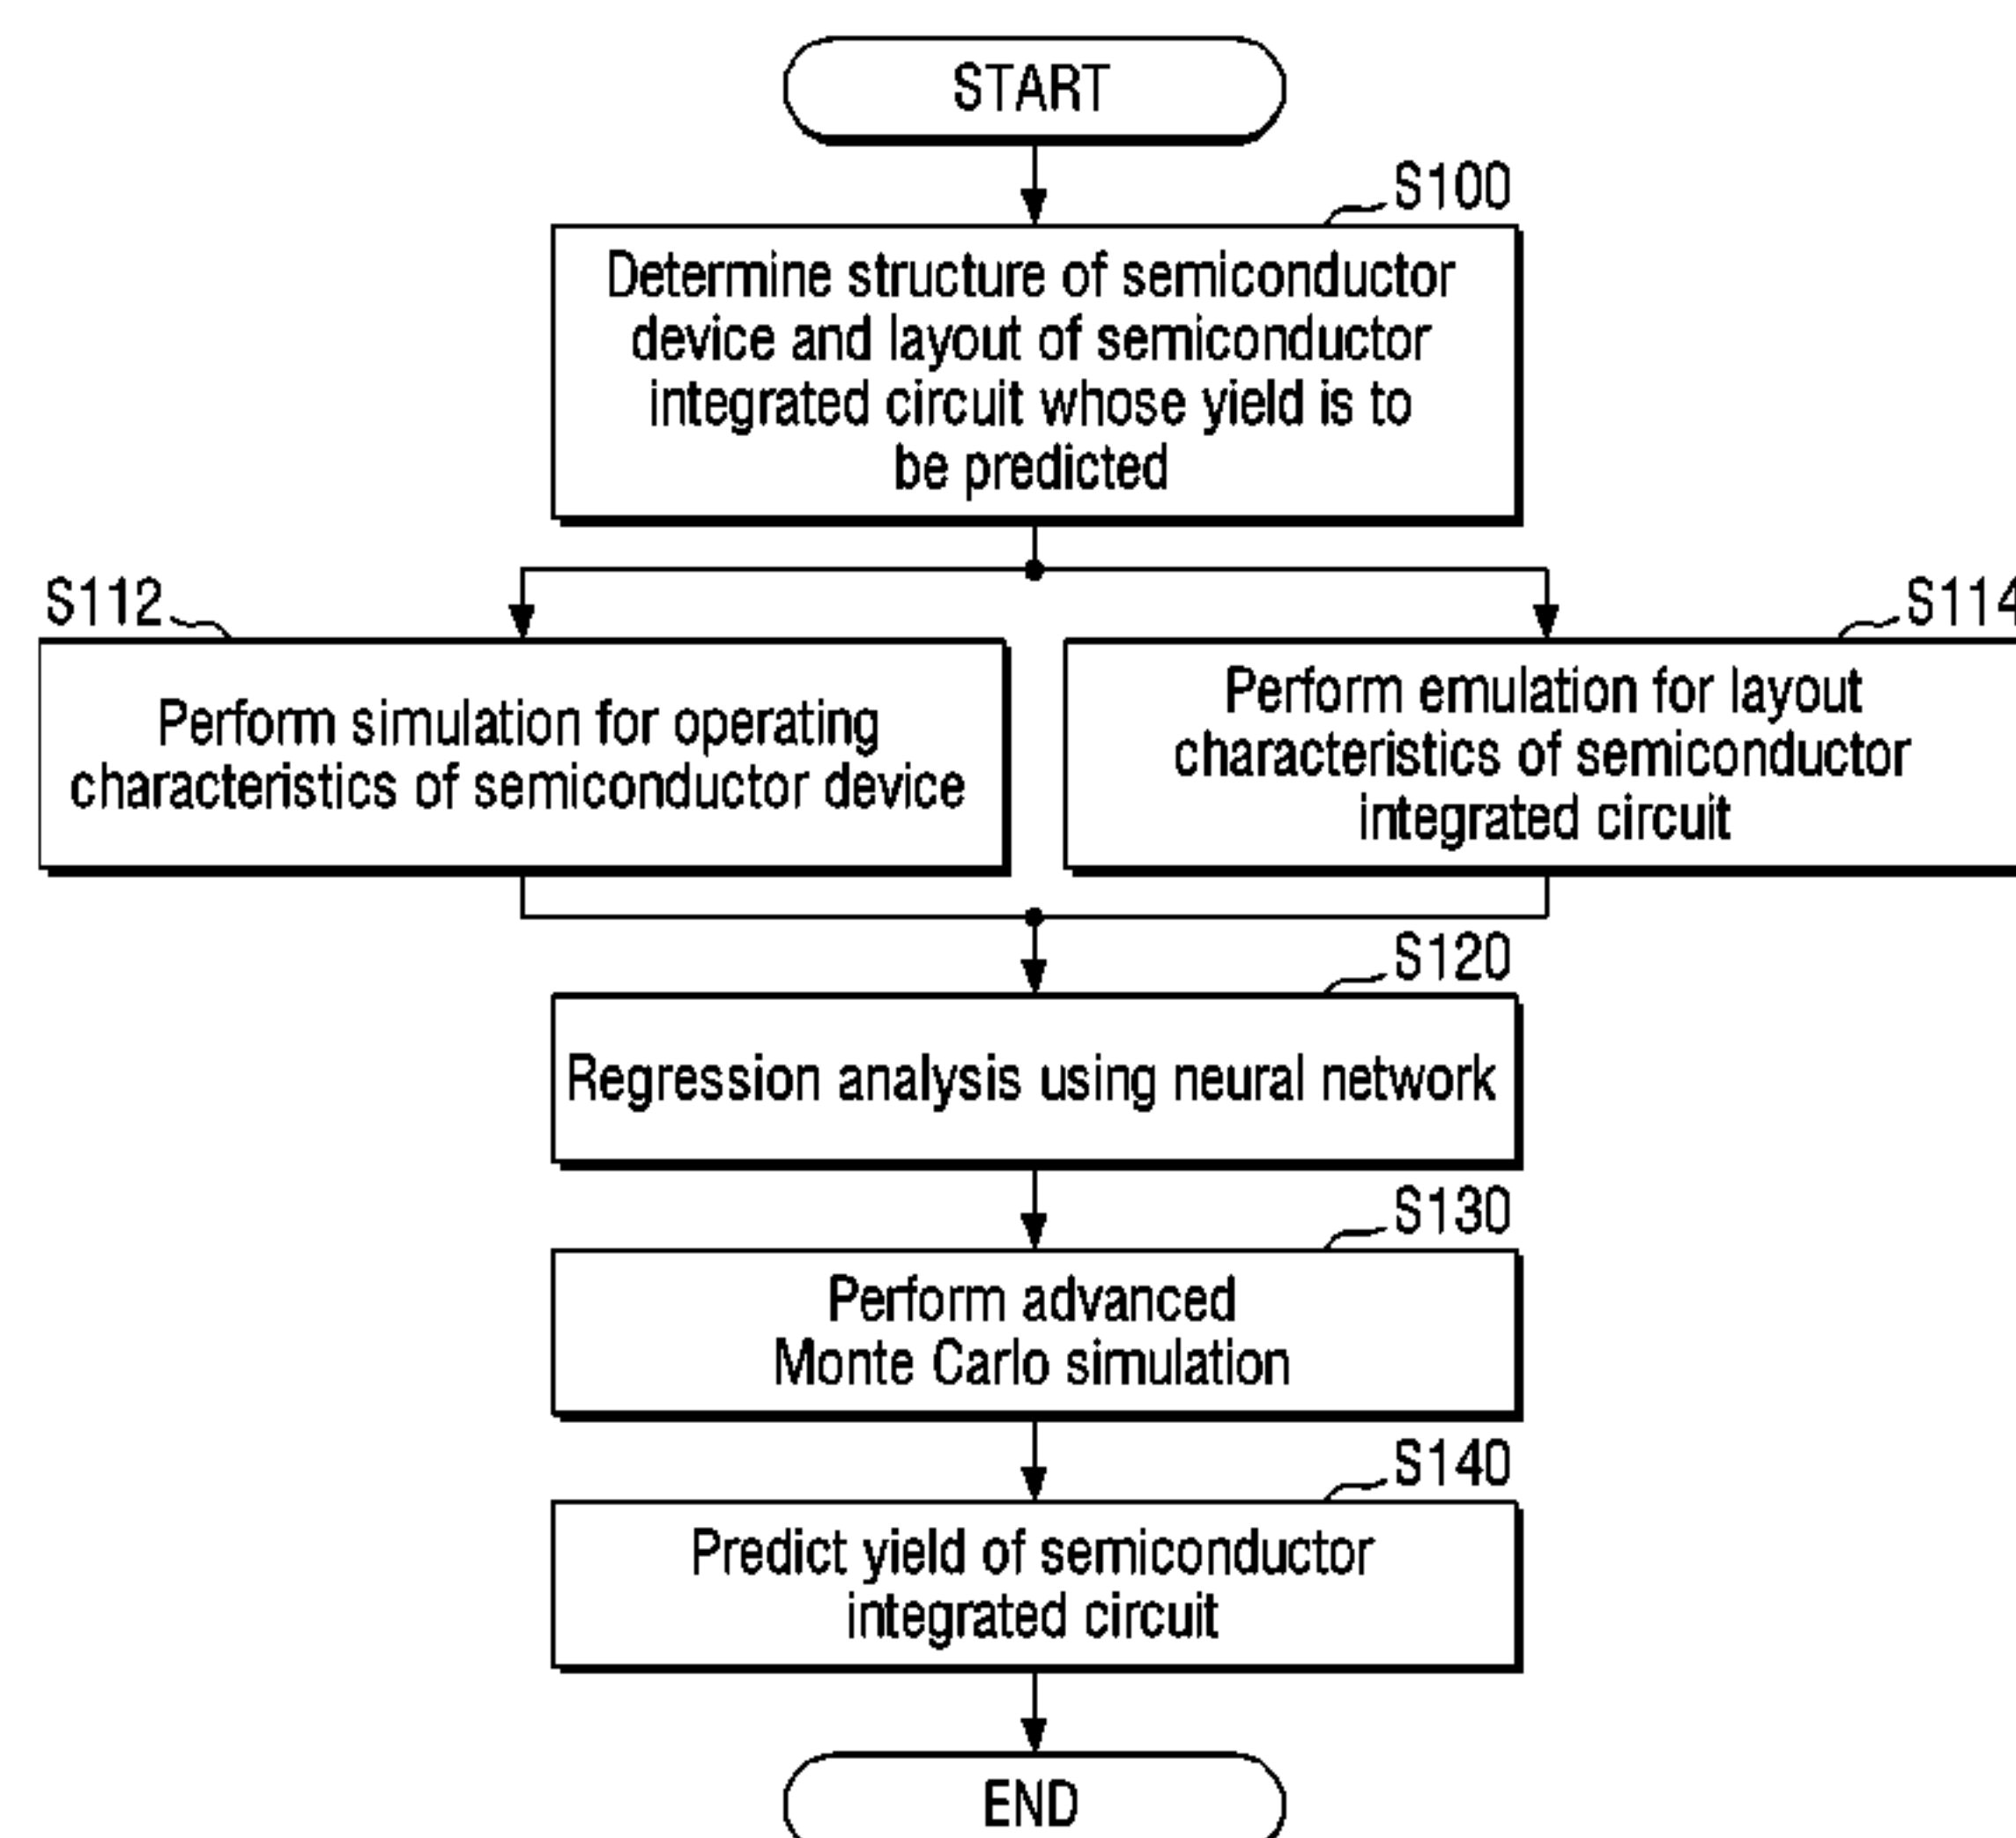 START
S100
Determine structure of semiconductor
device and layout of semiconductor
integrated circuit whose yield is to
be predicted
S112
Perform simulation for operating
characteristics of semiconductor device
S114
Perform emulation for layout
characteristics of semiconductor
integrated circuit
S120
Regression analysis using neural network
S130
Perform advanced
Monte Carlo simulation
S140
Predict yield of semiconductor
integrated circuit
END